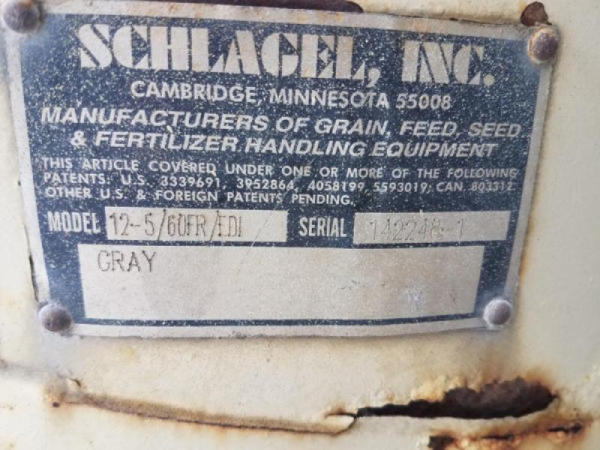 SCHLAGEL, INC.
CAMBRIDGE, MINNESOTA 55008
MANUFACTURERS OF GRAIN, FEED, SEED
& FERTILIZER HANDLING EQUIPMENT
THIS ARTICLE COVERED UNDER ONE OR MORE OF THE FOLLOWING
PATENTS: U.S. 3339691, 3952864, 4058199, 5593019; CAN. 803312
OTHER U.S. & FOREIGN PATENTS PENDING.
MODEL 12-5/60FR/EDI SERIAL 142248-1
GRAY